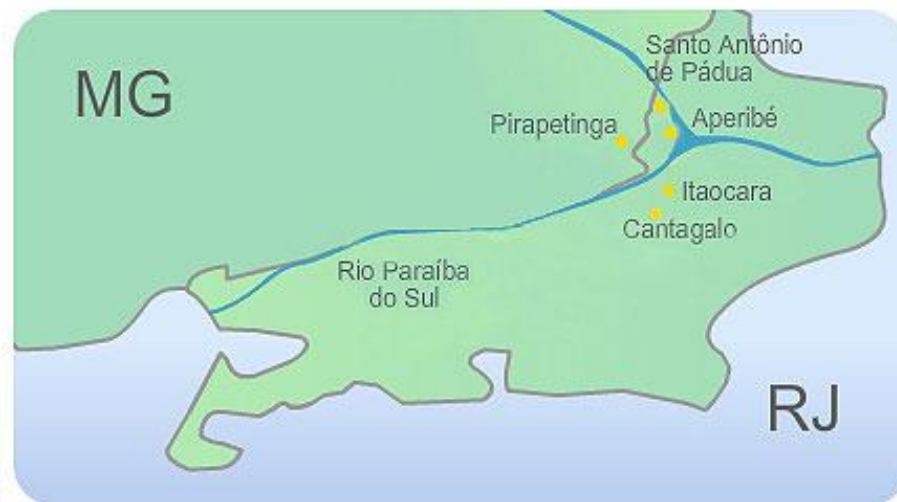 MG
Santo Antônio
de Pádua
Pirapetinga
Aperibé
Itaocara
Cantagalo
Rio Paraíba
do Sul
RJ